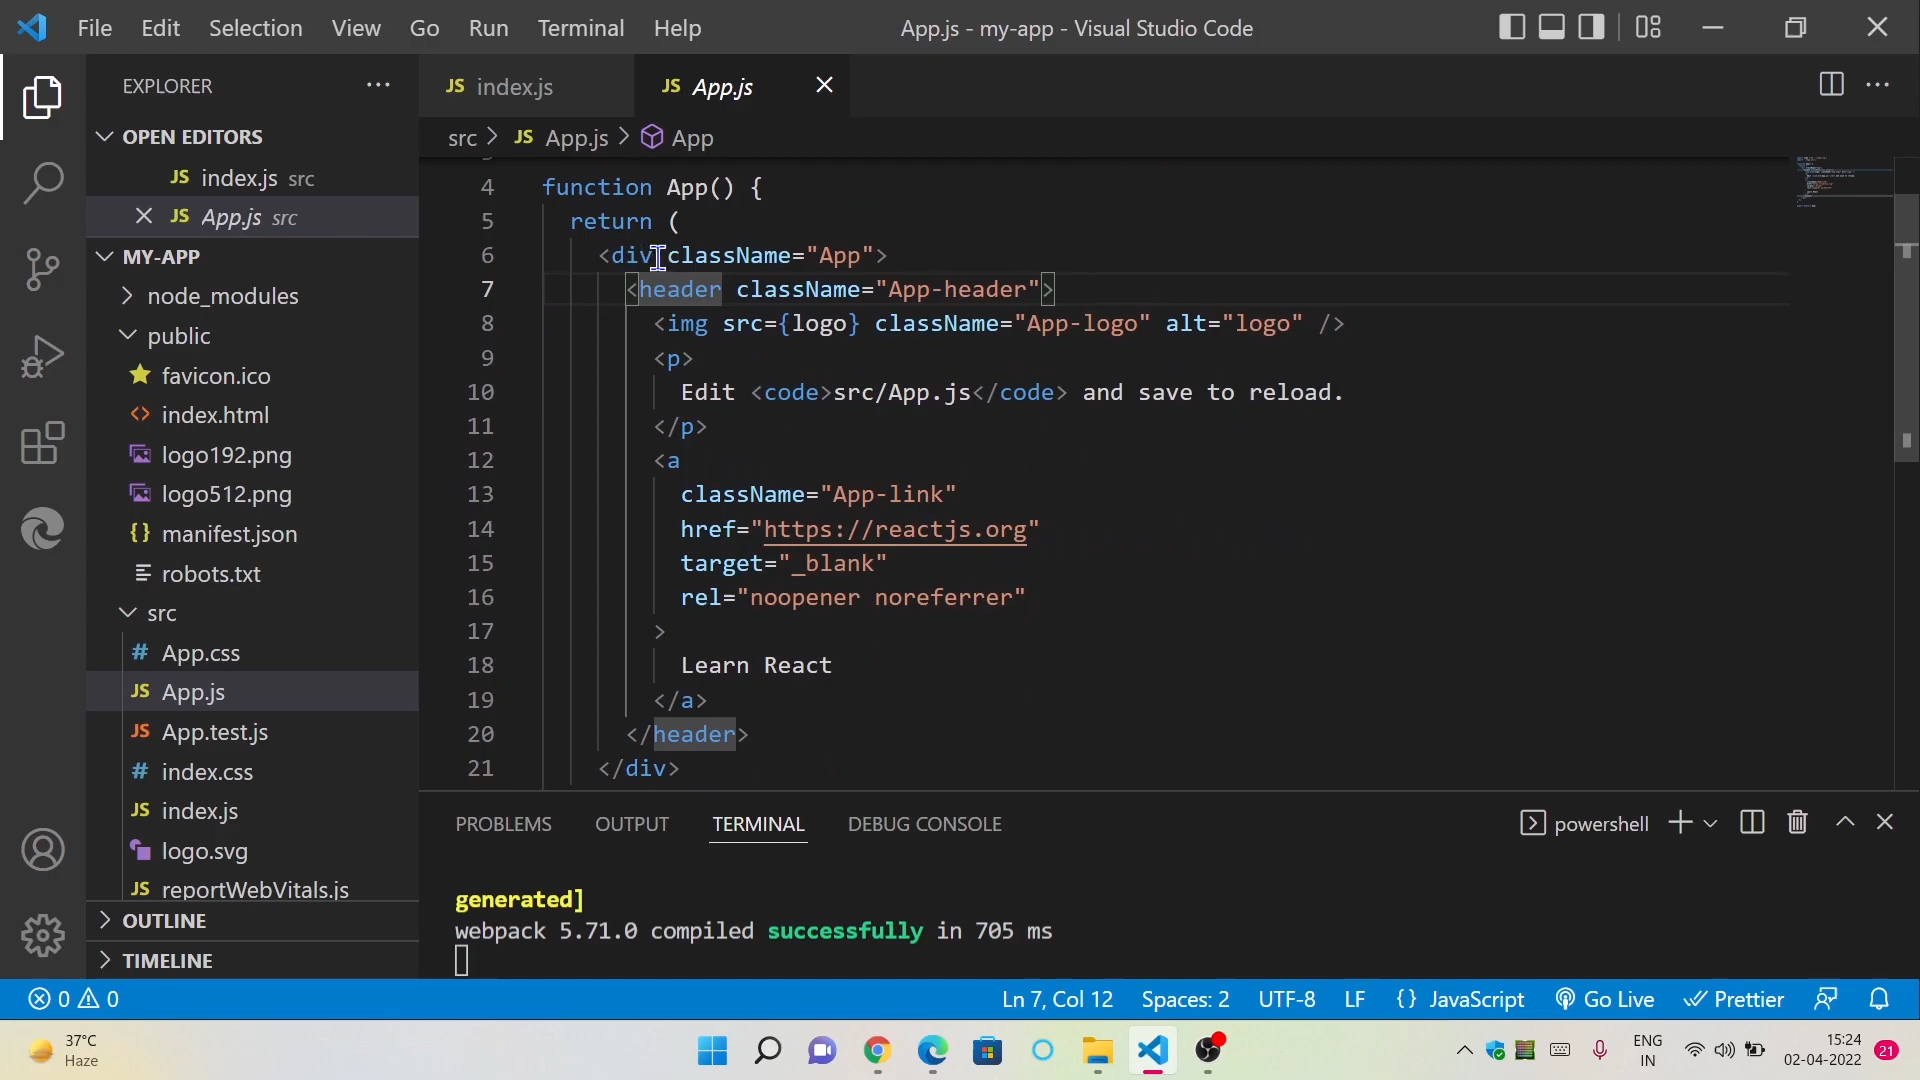 File Edit Selection View Go Run Terminal Help App.js - my-app - Visual Studio Code
EXPLORER ...
OPEN EDITORS
JS index.js src
JS App.js src
MY-APP
node_modules
public
favicon.ico
<> index.html
logo192.png
logo512.png
{} manifest.json
robots.txt
src
# App.css
JS App.js
JS App.test.js
# index.css
JS index.js
logo.svg
JS reportWebVitals.js
OUTLINE
TIMELINE
JS index.js JS App.js
src > JS App.js > App
4 function App() {
5 return (
6 <div className="App">
7 <header className="App-header">
8 <img src={logo} className="App-logo" alt="logo" />
9 <p>
10 Edit <code>src/App.js</code> and save to reload.
11 </p>
12 <a
13 className="App-link"
14 href="https://reactjs.org"
15 target="_blank"
16 rel="noopener noreferrer"
17 >
18 Learn React
19 </a>
20 </header>
21 </div>
PROBLEMS OUTPUT TERMINAL DEBUG CONSOLE powershell
generated]
webpack 5.71.0 compiled successfully in 705 ms
0 0 Ln 7, Col 12 Spaces: 2 UTF-8 LF {} JavaScript Go Live Prettier
37°C
Haze
ENG
IN
15:24
02-04-2022
21